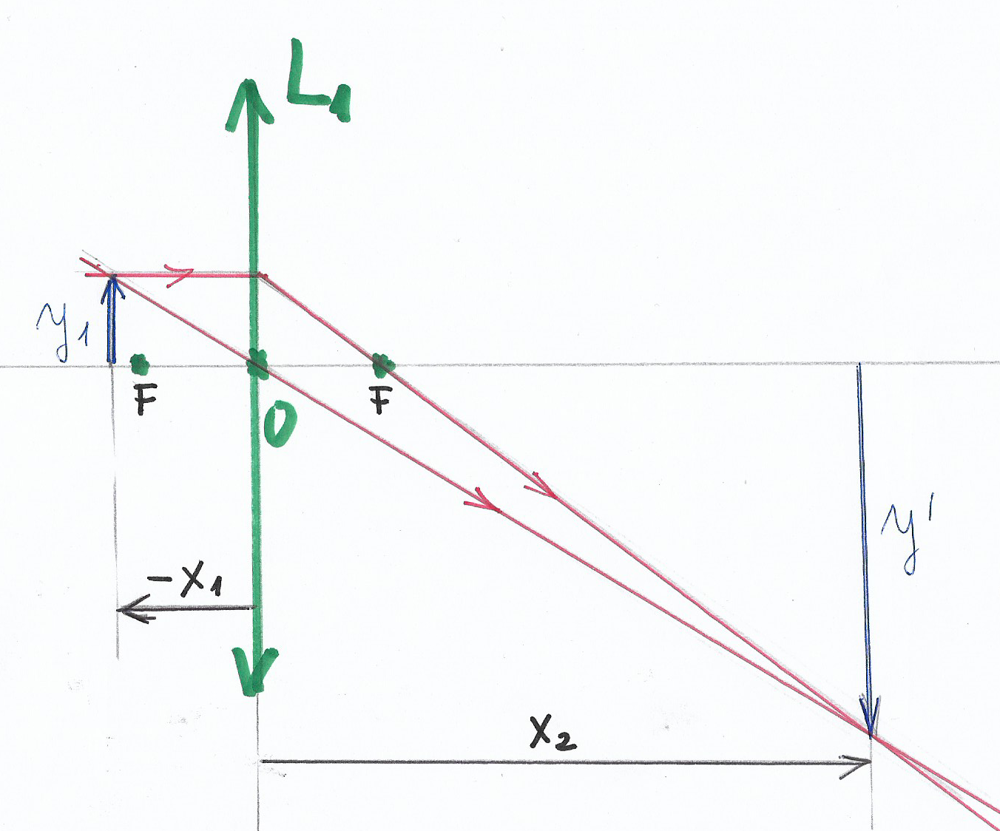 L₁
y₁
F
F
O
-x₁
y'
x₂